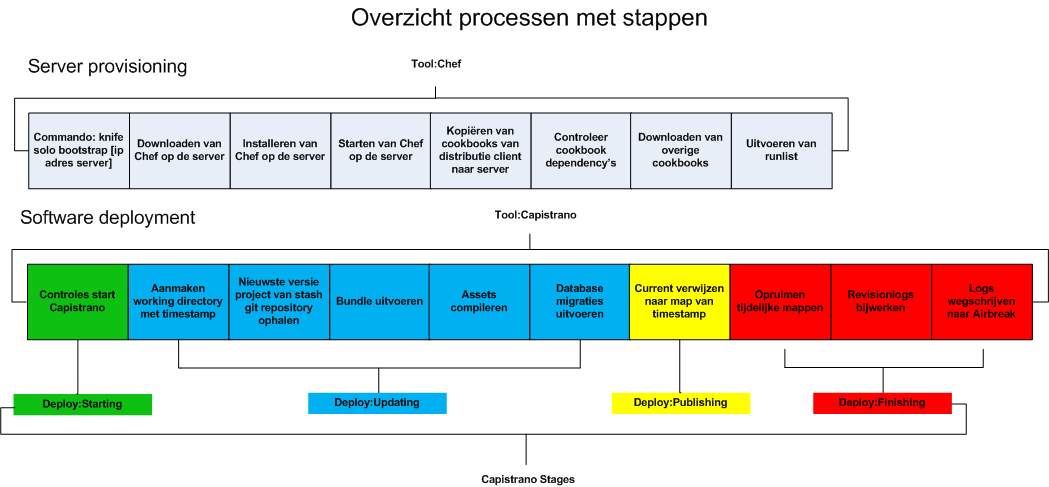 Overzicht processen met stappen
Server provisioning
Tool:Chef
Commando: knife
solo bootstrap [ip
adres server]
Downloaden van
Chef op de server
Installeren van
Chef op de server
Starten van Chef
op de server
Kopiëren van
cookbooks van
distributie client
naar server
Controleer
cookbook
dependency's
Downloaden van
overige
cookbooks
Uitvoeren van
runlist
Software deployment
Tool:Capistrano
Controles start
Capistrano
Aanmaken
working directory
met timestamp
Nieuwste versie
project van stash
git repository
ophalen
Bundle uitvoeren
Assets
compileren
Database
migraties
uitvoeren
Current verwijzen
naar map van
timestamp
Opruimen
tijdelijke mappen
Revisionlogs
bijwerken
Logs
wegschrijven
naar Airbreak
Deploy:Starting
Deploy:Updating
Deploy:Publishing
Deploy:Finishing
Capistrano Stages